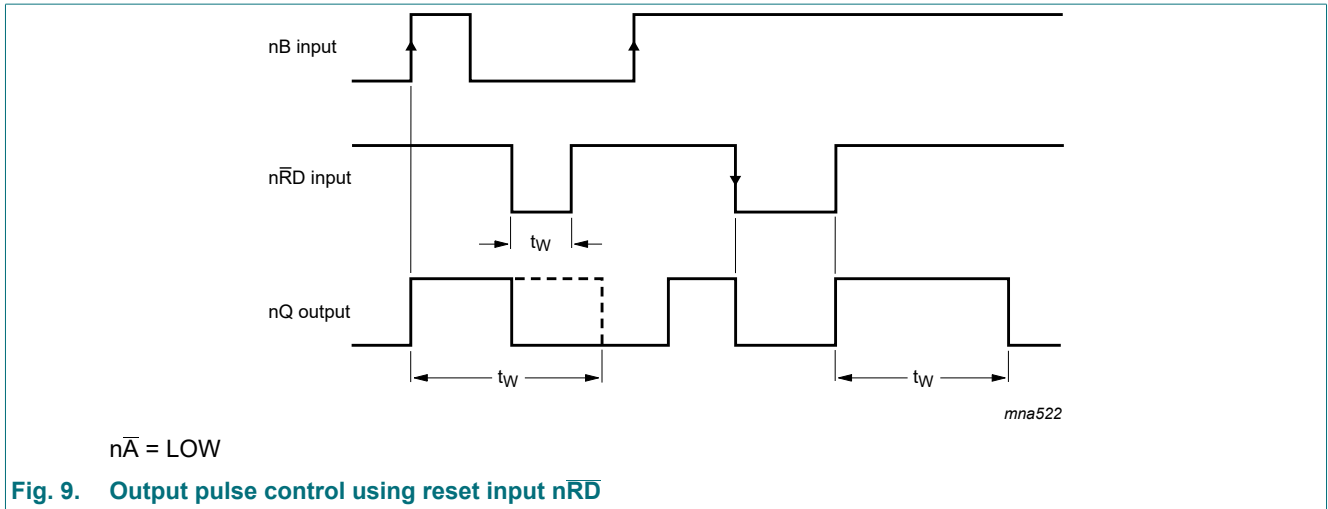 nB input
nR̅D input
tW
nQ output
tW
tW
mna522
nA̅ = LOW
Fig. 9. Output pulse control using reset input nR̅D̅